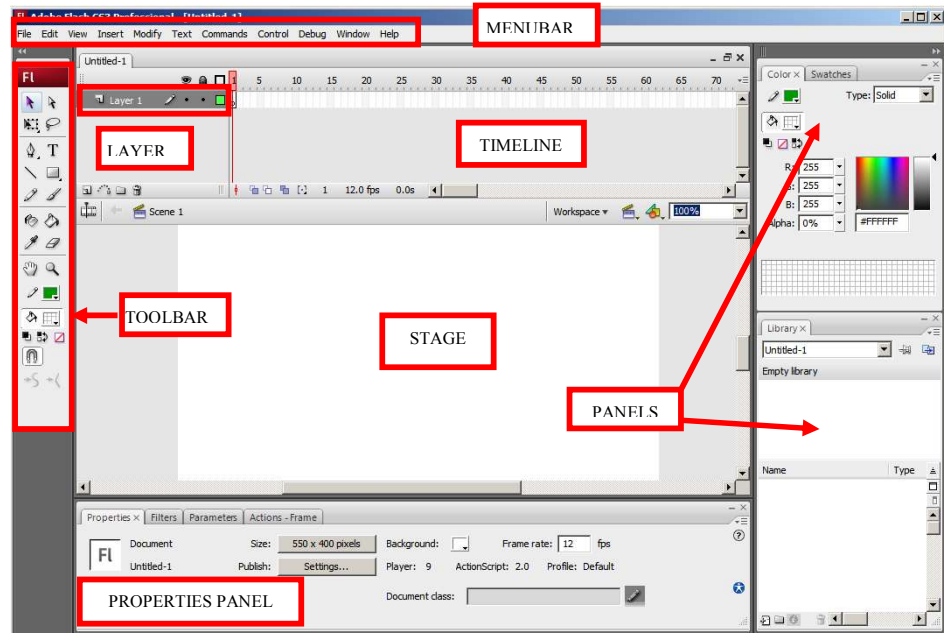 Adobe Flash CS3 Professional - [Untitled-1]
File Edit View Insert Modify Text Commands Control Debug Window Help
MENUBAR
Untitled-1
1 5 10 15 20 25 30 35 40 45 50 55 60 65 70
Layer 1
LAYER
TIMELINE
1 12.0 fps 0.0s
Scene 1
Workspace
100%
Fl
T
TOOLBAR
STAGE
PANELS
Color × Swatches
Type: Solid
R: 255
255
B: 255
Alpha: 0%
#FFFFFF
Library ×
Untitled-1
Empty library
Name Type
Properties × Filters Parameters Actions - Frame
Fl
Document Size: 550 x 400 pixels Background: Frame rate: 12 fps
Untitled-1 Publish: Settings... Player: 9 ActionScript: 2.0 Profile: Default
Document class:
PROPERTIES PANEL